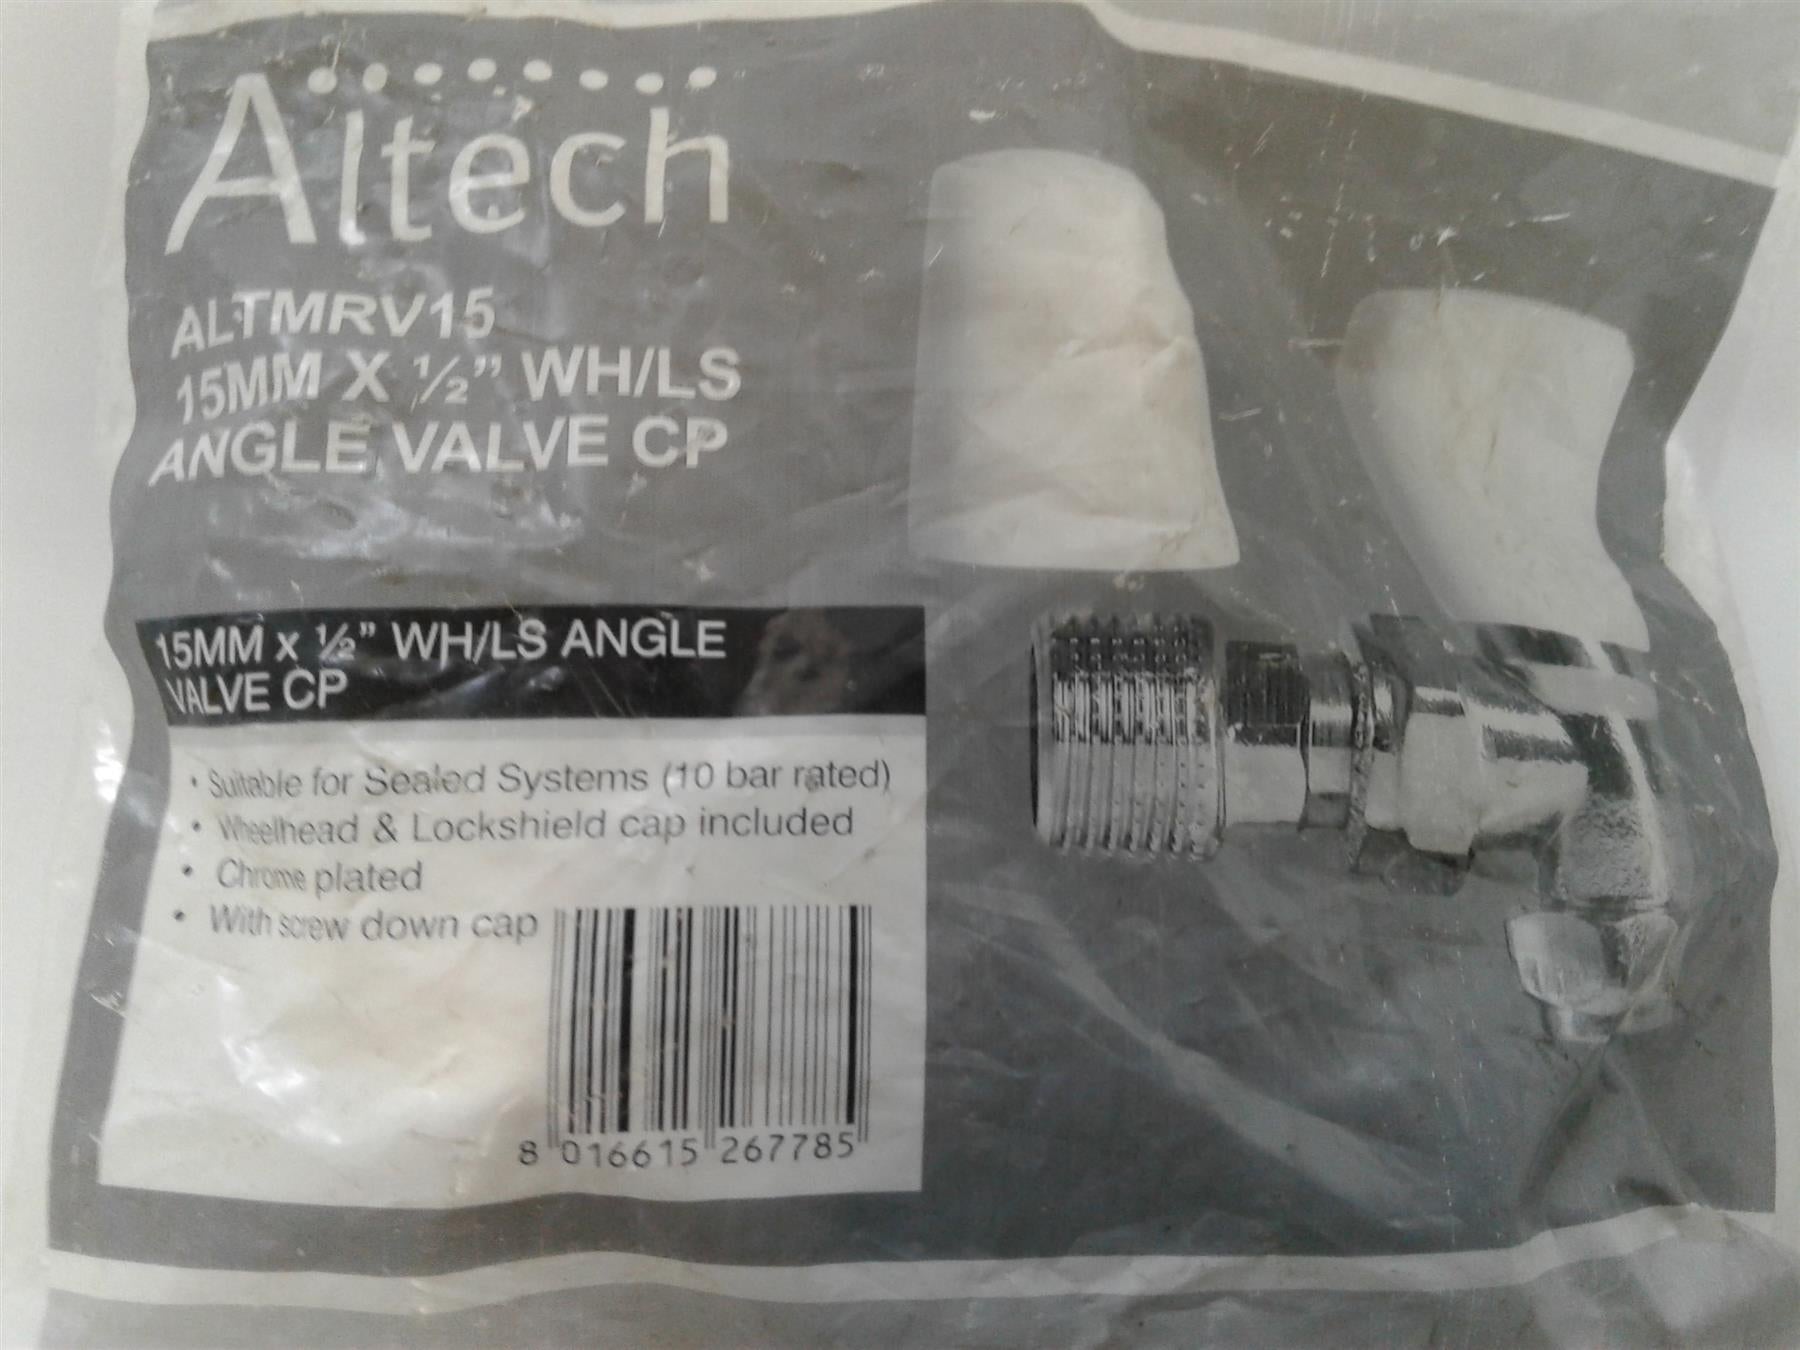 Altech
ALTMRV15
15MM X ½" WH/LS
ANGLE VALVE CP
15MM x ½" WH/LS ANGLE
VALVE CP
• Suitable for Sealed Systems (10 bar rated)
• Wheelhead & Lockshield cap included
• Chrome plated
• With screw down cap
8 016615 267785